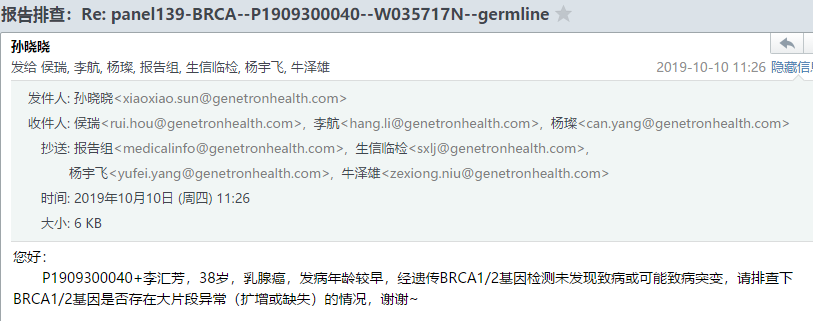 报告排查：Re: panel139-BRCA--P1909300040--W035717N--germline
孙晓晓
发给 侯瑞, 李航, 杨璨, 报告组, 生信临检, 杨宇飞, 牛泽雄
2019-10-10 11:26 隐藏信息
发件人: 孙晓晓<xiaoxiao.sun@genetronhealth.com>
收件人: 侯瑞<rui.hou@genetronhealth.com>, 李航<hang.li@genetronhealth.com>, 杨璨<can.yang@genetronhealth.com>
抄送: 报告组<medicalinfo@genetronhealth.com>, 生信临检<sxlj@genetronhealth.com>,
杨宇飞<yufei.yang@genetronhealth.com>, 牛泽雄<zexiong.niu@genetronhealth.com>
时间: 2019年10月10日 (周四) 11:26
大小: 6 KB
您好：
P1909300040+李汇芳，38岁，乳腺癌，发病年龄较早，经遗传BRCA1/2基因检测未发现致病或可能致病突变，请排查下
BRCA1/2基因是否存在大片段异常（扩增或缺失）的情况，谢谢~